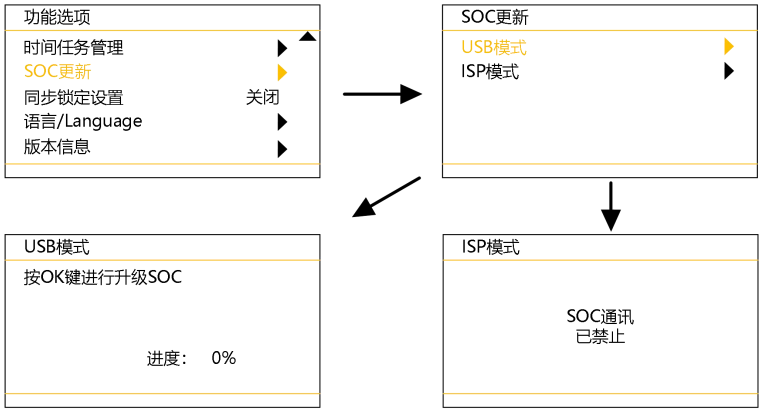 功能选项
时间任务管理
SOC更新
同步锁定设置 关闭
语言/Language
版本信息
SOC更新
USB模式
ISP模式
USB模式
按OK键进行升级SOC
进度： 0%
ISP模式
SOC通讯
已禁止